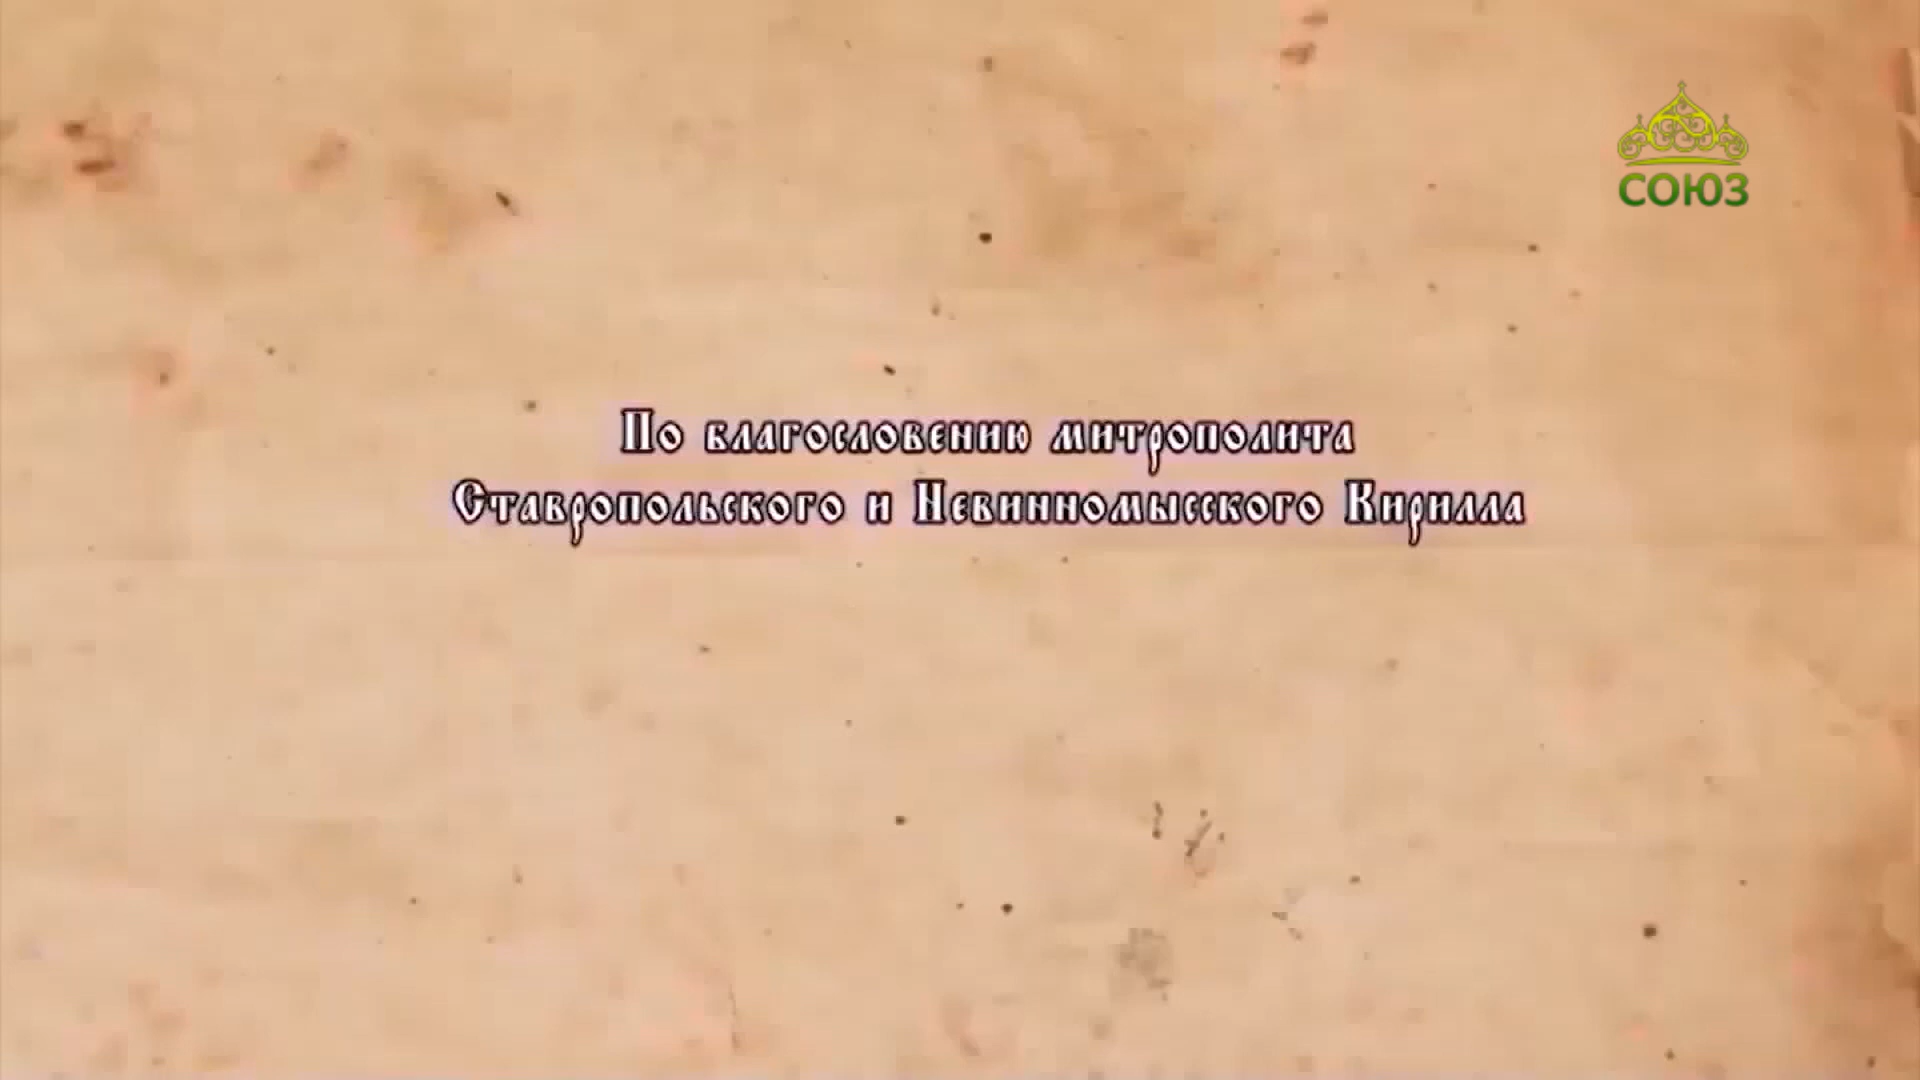 СОЮЗ
По благословению митрополита
Ставропольского и Невинномысского Кирилла